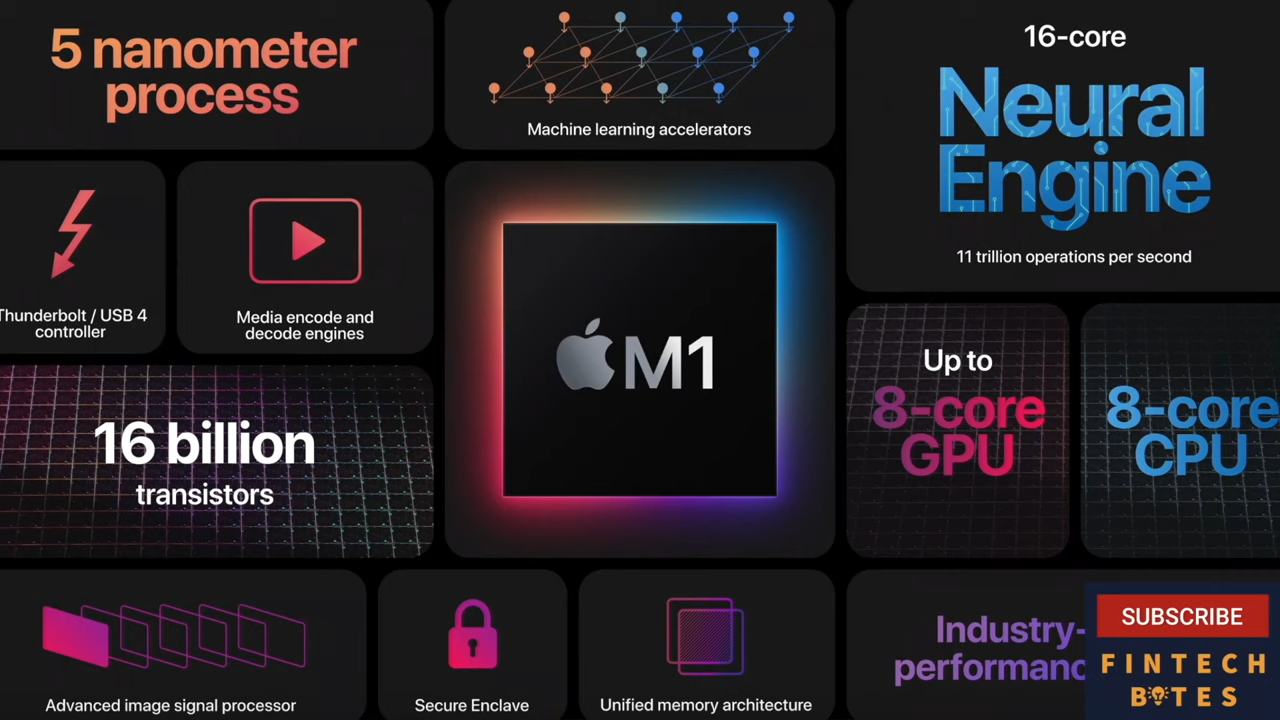 5 nanometer
process
Machine learning accelerators
16-core
Neural
Engine
11 trillion operations per second
Thunderbolt / USB 4
controller
Media encode and
decode engines
M1
Up to
8-core
GPU
8-core
CPU
16 billion
transistors
Advanced image signal processor
Secure Enclave
Unified memory architecture
Industry-
performanc
SUBSCRIBE
FINTECH
BYTES